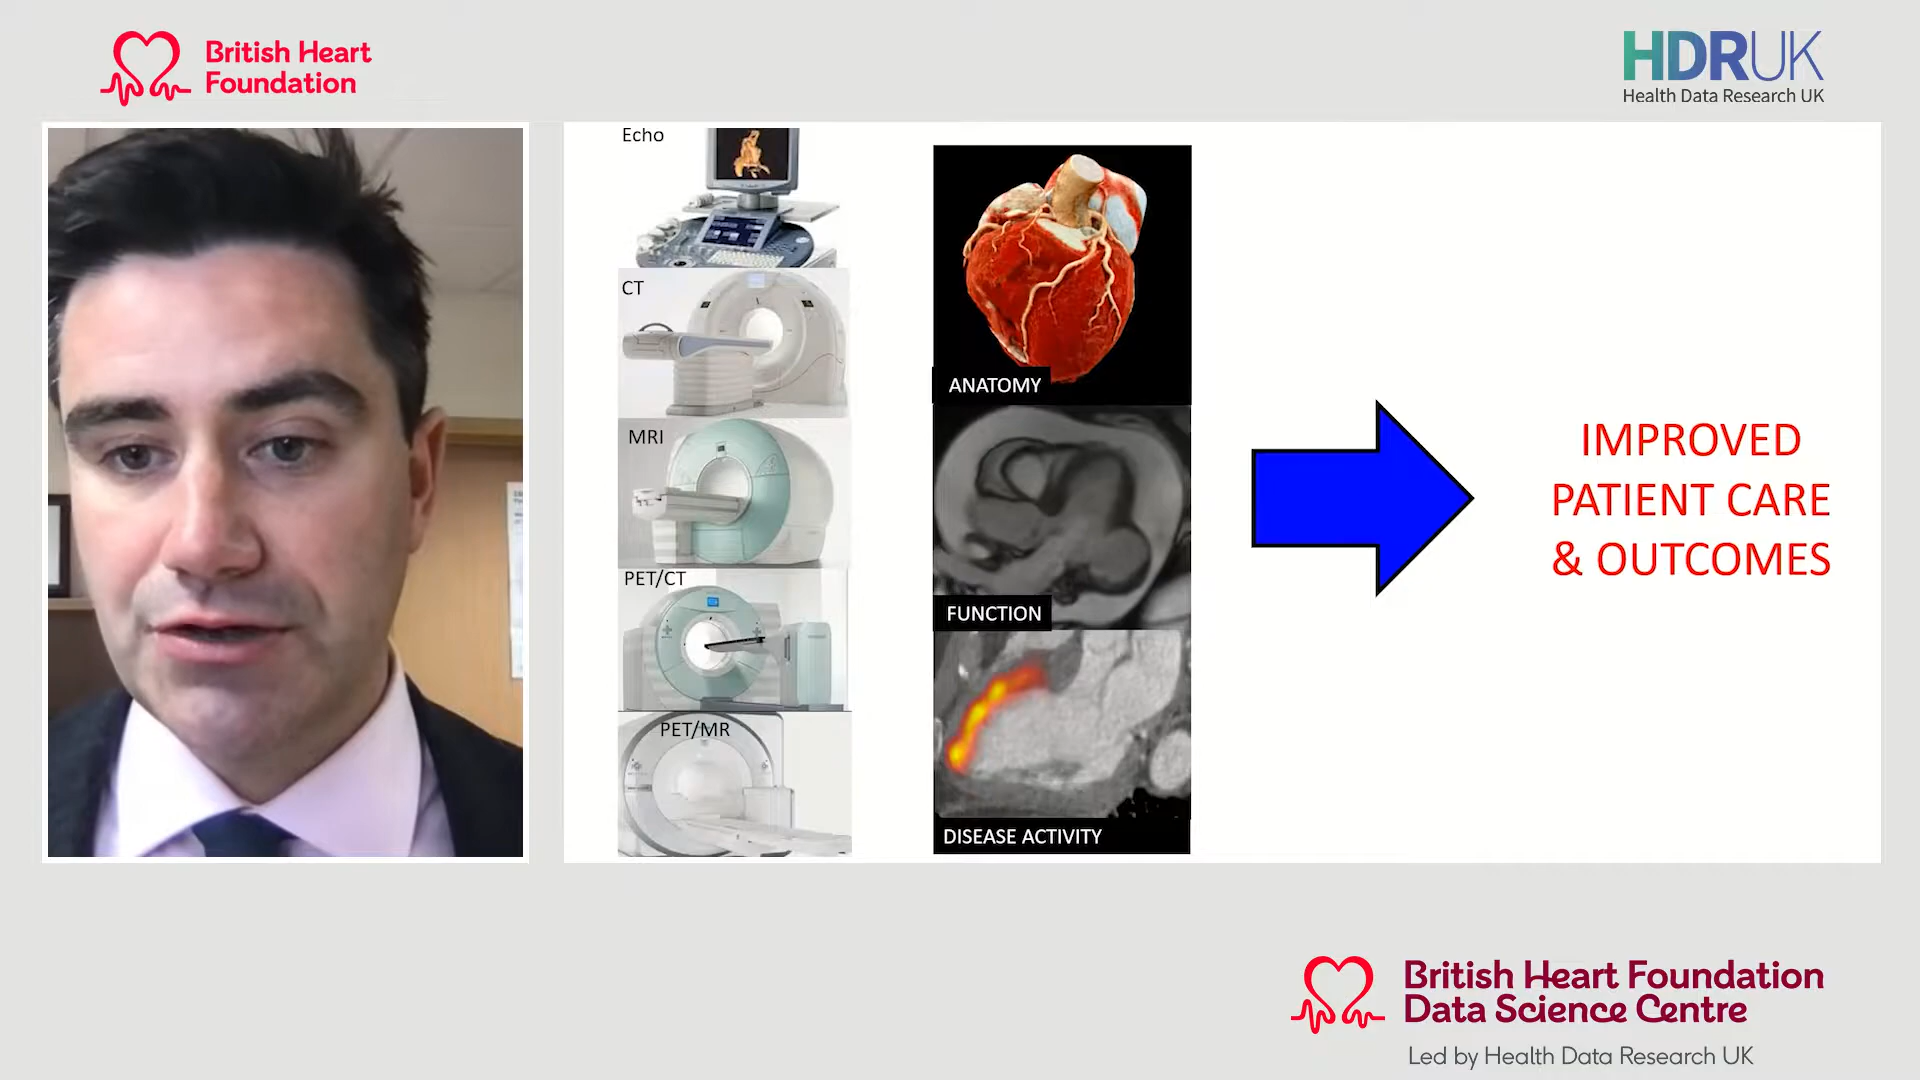 British Heart
Foundation
HDRUK
Health Data Research UK
Echo
CT
MRI
PET/CT
PET/MR
ANATOMY
FUNCTION
DISEASE ACTIVITY
IMPROVED
PATIENT CARE
& OUTCOMES
British Heart Foundation
Data Science Centre
Led by Health Data Research UK